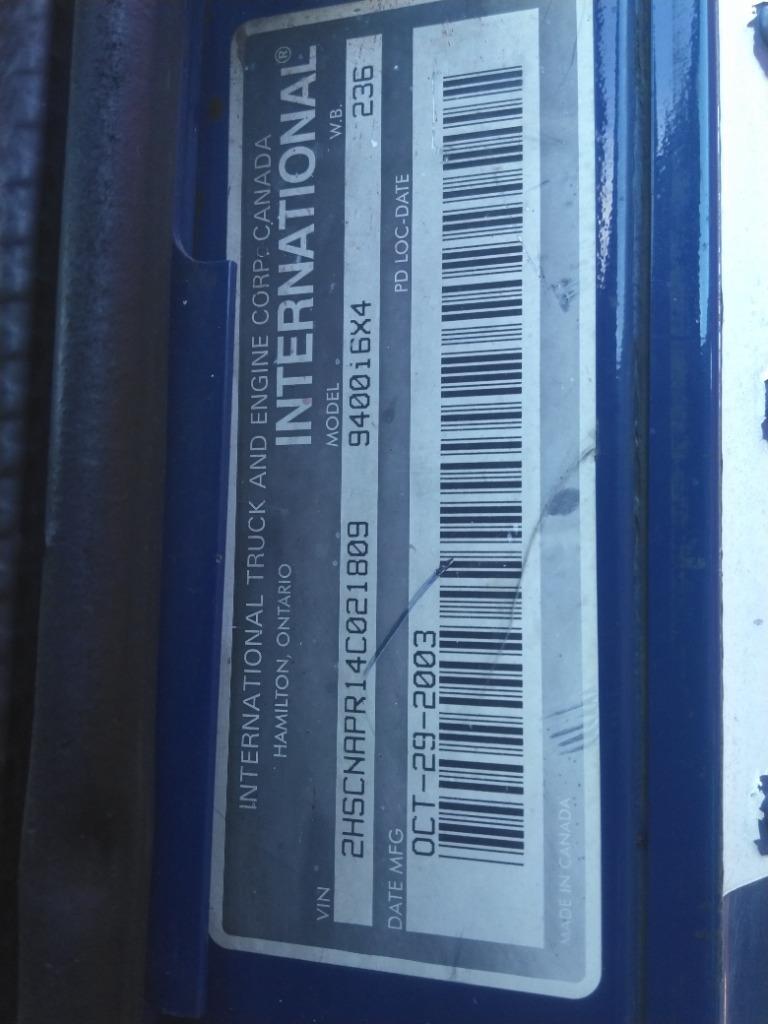 INTERNATIONAL TRUCK AND ENGINE CORP. CANADA
HAMILTON, ONTARIO
INTERNATIONAL®
VIN MODEL W.B.
2HSCNAPR14C021809 9400i6X4 236
DATE MFG PD LOC-DATE
OCT-29-2003
MADE IN CANADA